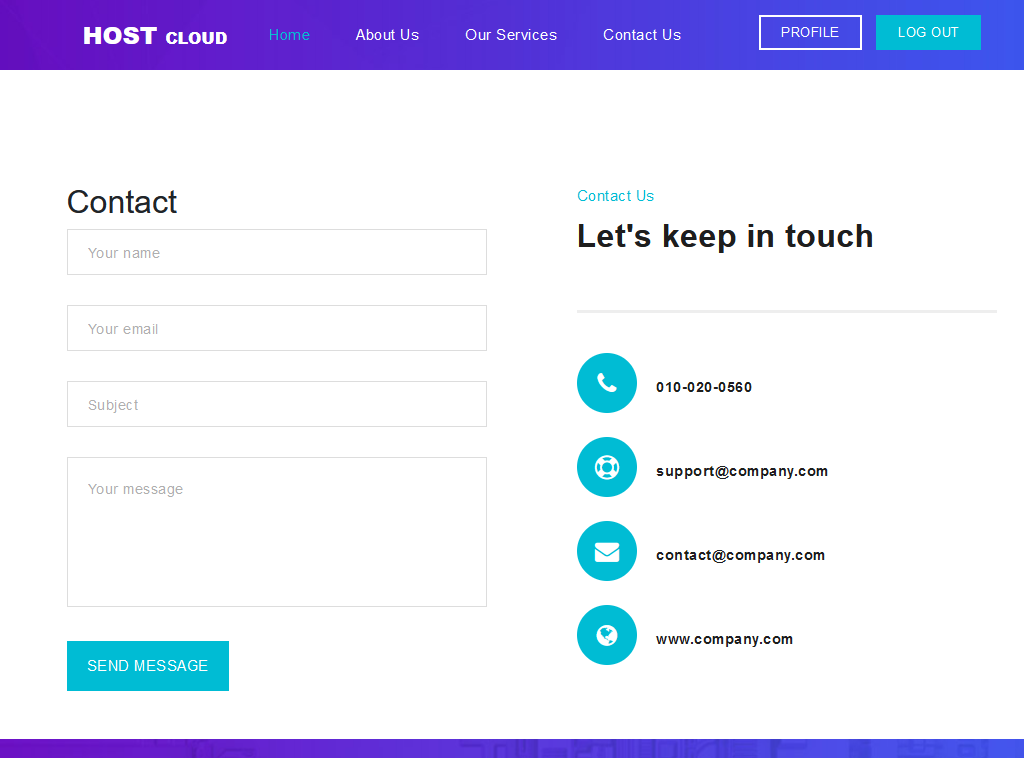 HOST CLOUD Home About Us Our Services Contact Us PROFILE LOG OUT
Contact
Your name
Your email
Subject
Your message
SEND MESSAGE
Contact Us
Let's keep in touch
010-020-0560
support@company.com
contact@company.com
www.company.com